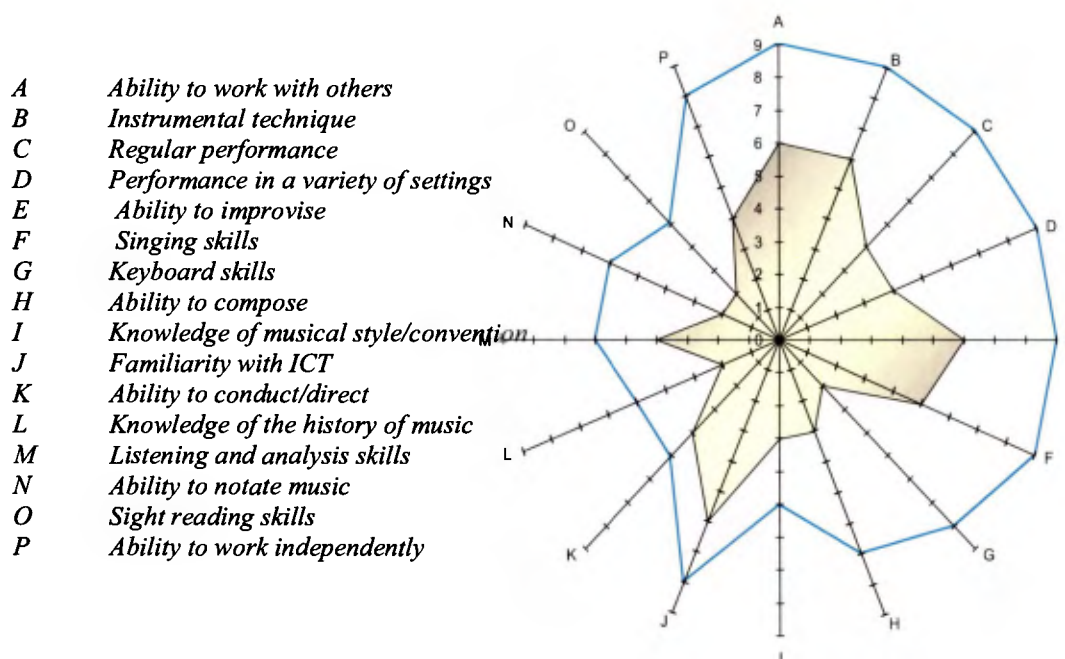 A Ability to work with others
B Instrumental technique
C Regular performance
D Performance in a variety of settings
E Ability to improvise
F Singing skills
G Keyboard skills
H Ability to compose
I Knowledge of musical style/convention
J Familiarity with ICT
K Ability to conduct/direct
L Knowledge of the history of music
M Listening and analysis skills
N Ability to notate music
O Sight reading skills
P Ability to work independently
A
B
C
D
F
G
H
I
J
K
L
M
N
O
P
9
8
7
6
5
4
3
2
1
0